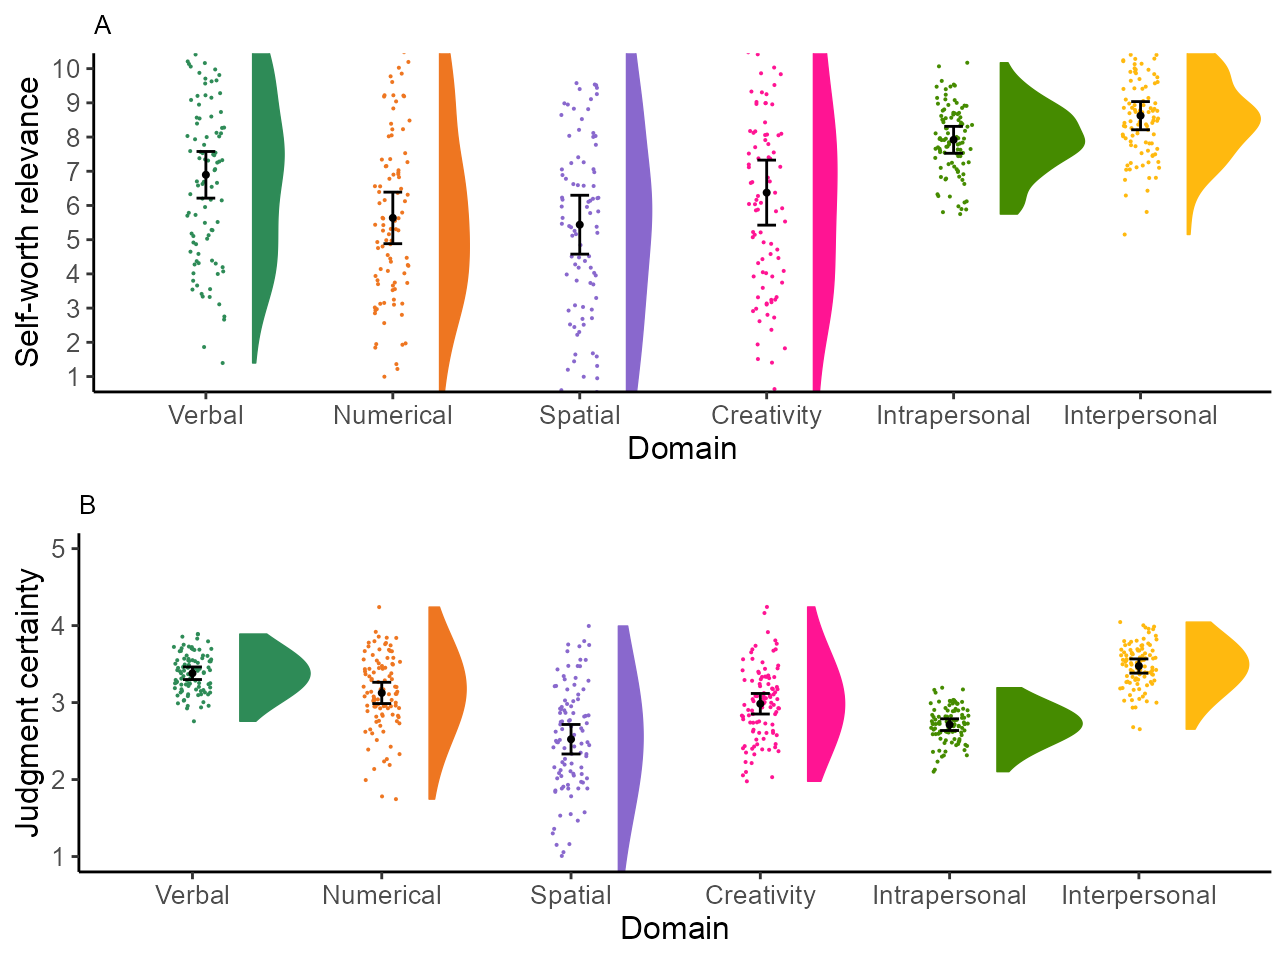 A
Self-worth relevance
10
9
8
7
6
5
4
3
2
1
Verbal Numerical Spatial Creativity Intrapersonal Interpersonal
Domain
B
Judgment certainty
5
4
3
2
1
Verbal Numerical Spatial Creativity Intrapersonal Interpersonal
Domain